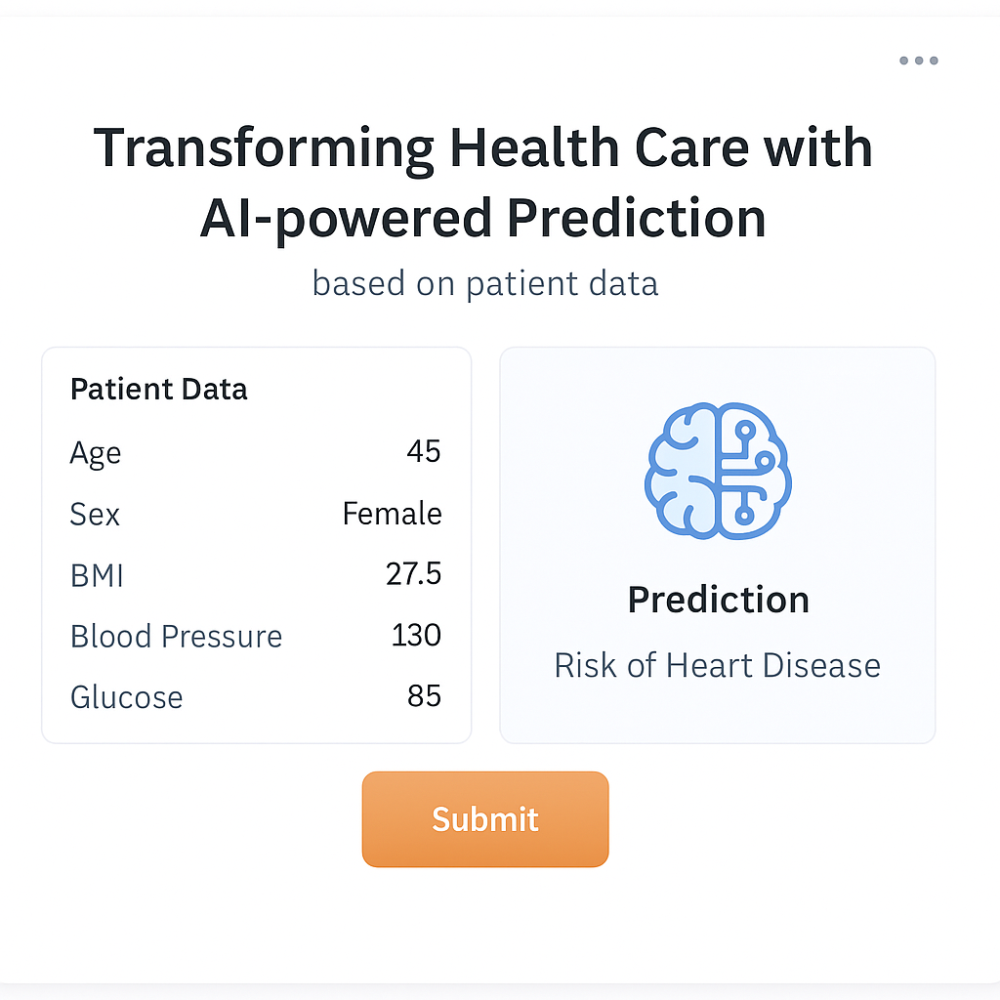 Transforming Health Care with
AI-powered Prediction
based on patient data
Patient Data
Age 45
Sex Female
BMI 27.5
Blood Pressure 130
Glucose 85
Prediction
Risk of Heart Disease
Submit